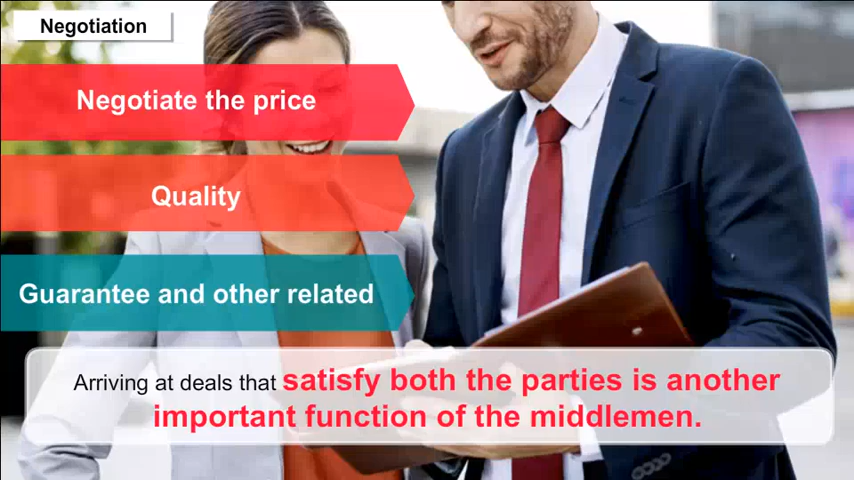 Negotiation
Negotiate the price
Quality
Guarantee and other related
Arriving at deals that satisfy both the parties is another
important function of the middlemen.